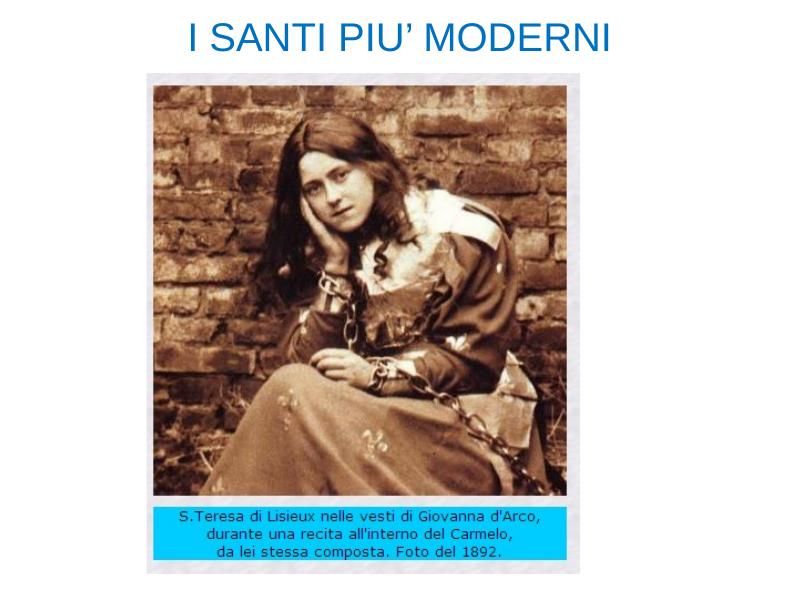 I SANTI PIU’ MODERNI
S.Teresa di Lisieux nelle vesti di Giovanna d'Arco,
durante una recita all'interno del Carmelo,
da lei stessa composta. Foto del 1892.